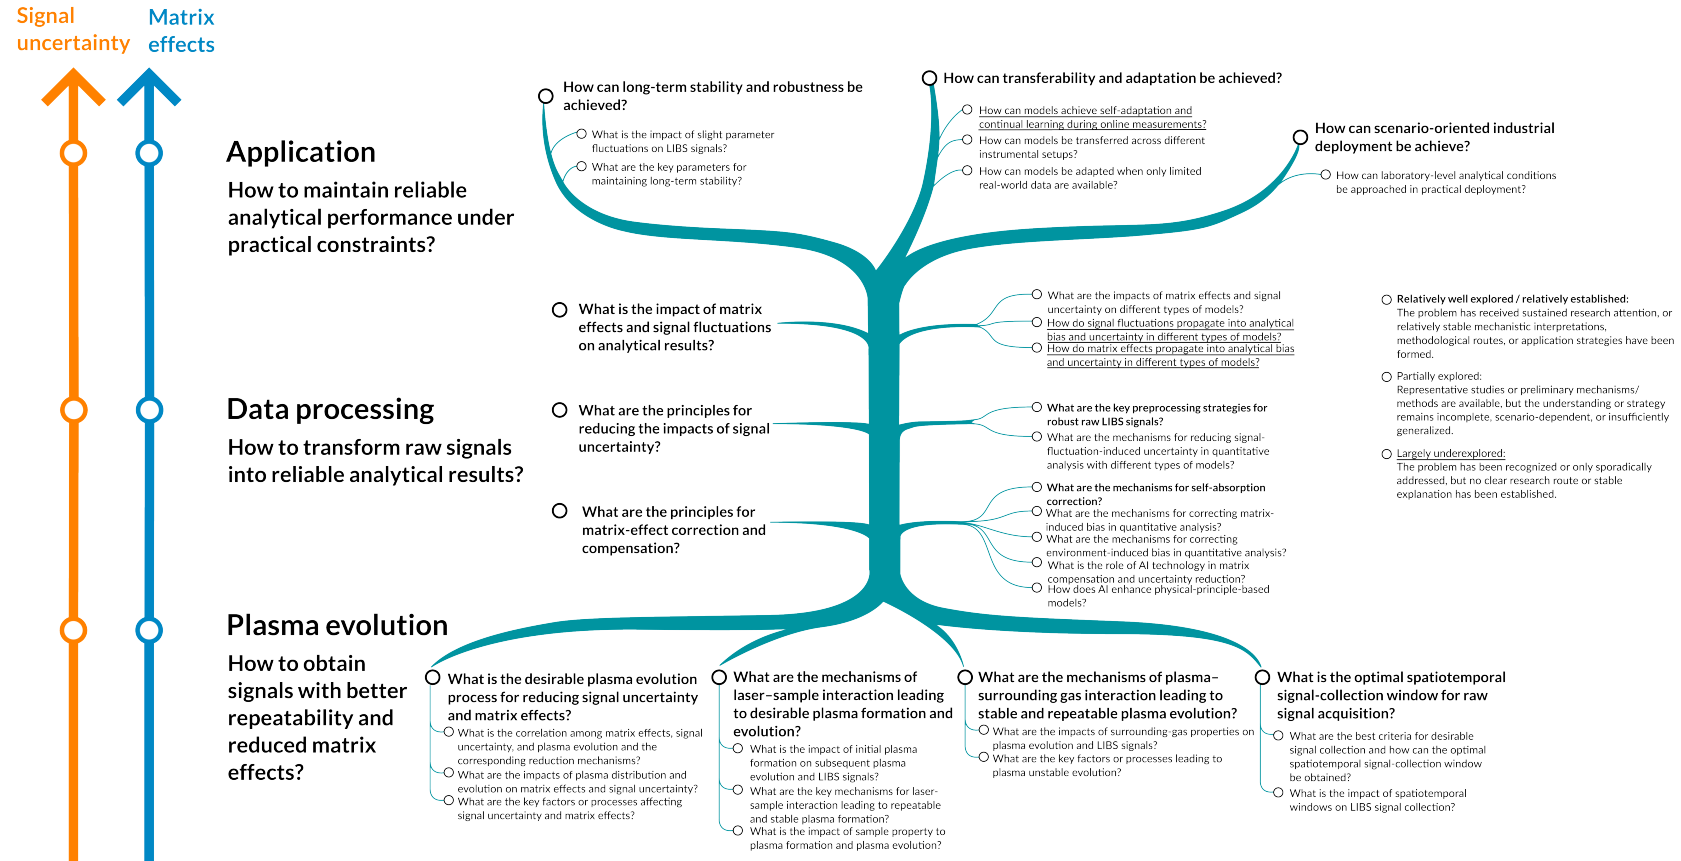 Signal
uncertainty
Matrix
effects
Application
How to maintain reliable
analytical performance under
practical constraints?
How can long-term stability and robustness be
achieved?
What is the impact of slight parameter
fluctuations on LIBS signals?
What are the key parameters for
maintaining long-term stability?
How can transferability and adaptation be achieved?
How can models achieve self-adaptation and
continual learning during online measurements?
How can models be transferred across different
instrumental setups?
How can models be adapted when only limited
real-world data are available?
How can scenario-oriented industrial
deployment be achieve?
How can laboratory-level analytical conditions
be approached in practical deployment?
Data processing
How to transform raw signals
into reliable analytical results?
What is the impact of matrix
effects and signal fluctuations
on analytical results?
What are the impacts of matrix effects and signal
uncertainty on different types of models?
How do signal fluctuations propagate into analytical
bias and uncertainty in different types of models?
How do matrix effects propagate into analytical bias
and uncertainty in different types of models?
What are the principles for
reducing the impacts of signal
uncertainty?
What are the key preprocessing strategies for
robust raw LIBS signals?
What are the mechanisms for reducing signal-
fluctuation-induced uncertainty in quantitative
analysis with different types of models?
What are the principles for
matrix-effect correction and
compensation?
What are the mechanisms for self-absorption
correction?
What are the mechanisms for correcting matrix-
induced bias in quantitative analysis?
What are the mechanisms for correcting
environment-induced bias in quantitative analysis?
What is the role of AI technology in matrix
compensation and uncertainty reduction?
How does AI enhance physical-principle-based
models?
Relatively well explored / relatively established:
The problem has received sustained research attention, or
relatively stable mechanistic interpretations,
methodological routes, or application strategies have been
formed.
Partially explored:
Representative studies or preliminary mechanisms/
methods are available, but the understanding or strategy
remains incomplete, scenario-dependent, or insufficiently
generalized.
Largely underexplored:
The problem has been recognized or only sporadically
addressed, but no clear research route or stable
explanation has been established.
Plasma evolution
How to obtain
signals with better
repeatability and
reduced matrix
effects?
What is the desirable plasma evolution
process for reducing signal uncertainty
and matrix effects?
What is the correlation among matrix effects, signal
uncertainty, and plasma evolution and the
corresponding reduction mechanisms?
What are the impacts of plasma distribution and
evolution on matrix effects and signal uncertainty?
What are the key factors or processes affecting
signal uncertainty and matrix effects?
What are the mechanisms of
laser–sample interaction leading
to desirable plasma formation and
evolution?
What is the impact of initial plasma
formation on subsequent plasma
evolution and LIBS signals?
What are the key mechanisms for laser-
sample interaction leading to repeatable
and stable plasma formation?
What is the impact of sample property to
plasma formation and plasma evolution?
What are the mechanisms of plasma–
surrounding gas interaction leading to
stable and repeatable plasma evolution?
What are the impacts of surrounding-gas properties on
plasma evolution and LIBS signals?
What are the key factors or processes leading to
plasma unstable evolution?
What is the optimal spatiotemporal
signal-collection window for raw
signal acquisition?
What are the best criteria for desirable
signal collection and how can the optimal
spatiotemporal signal-collection window
be obtained?
What is the impact of spatiotemporal
windows on LIBS signal collection?